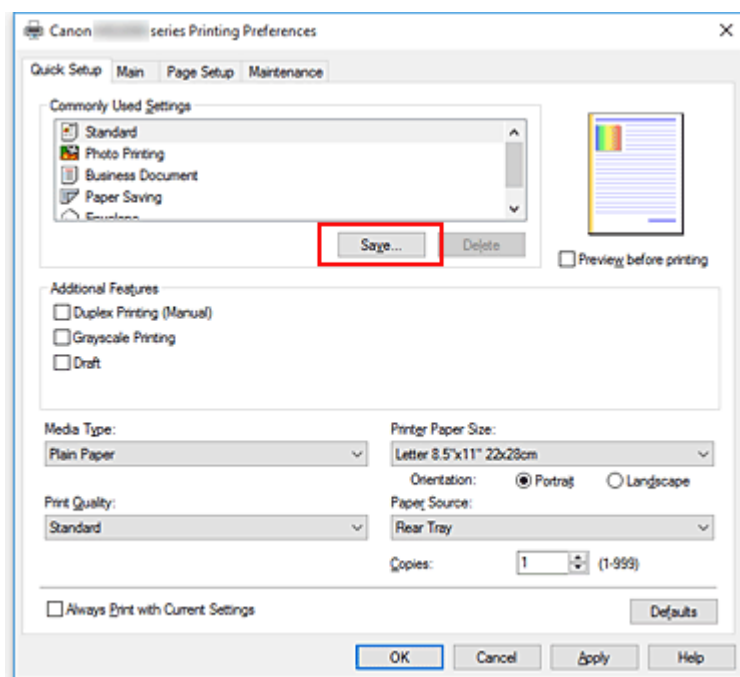 Canon series Printing Preferences
Quick Setup Main Page Setup Maintenance
Commonly Used Settings
Standard
Photo Printing
Business Document
Paper Saving
Envelope
Save... Delete
Preview before printing
Additional Features
Duplex Printing (Manual)
Grayscale Printing
Draft
Media Type:
Plain Paper
Printer Paper Size:
Letter 8.5"x11" 22x28cm
Orientation: Portrait Landscape
Print Quality:
Standard
Paper Source:
Rear Tray
Copies: 1 (1-999)
Always Print with Current Settings
Defaults
OK Cancel Apply Help